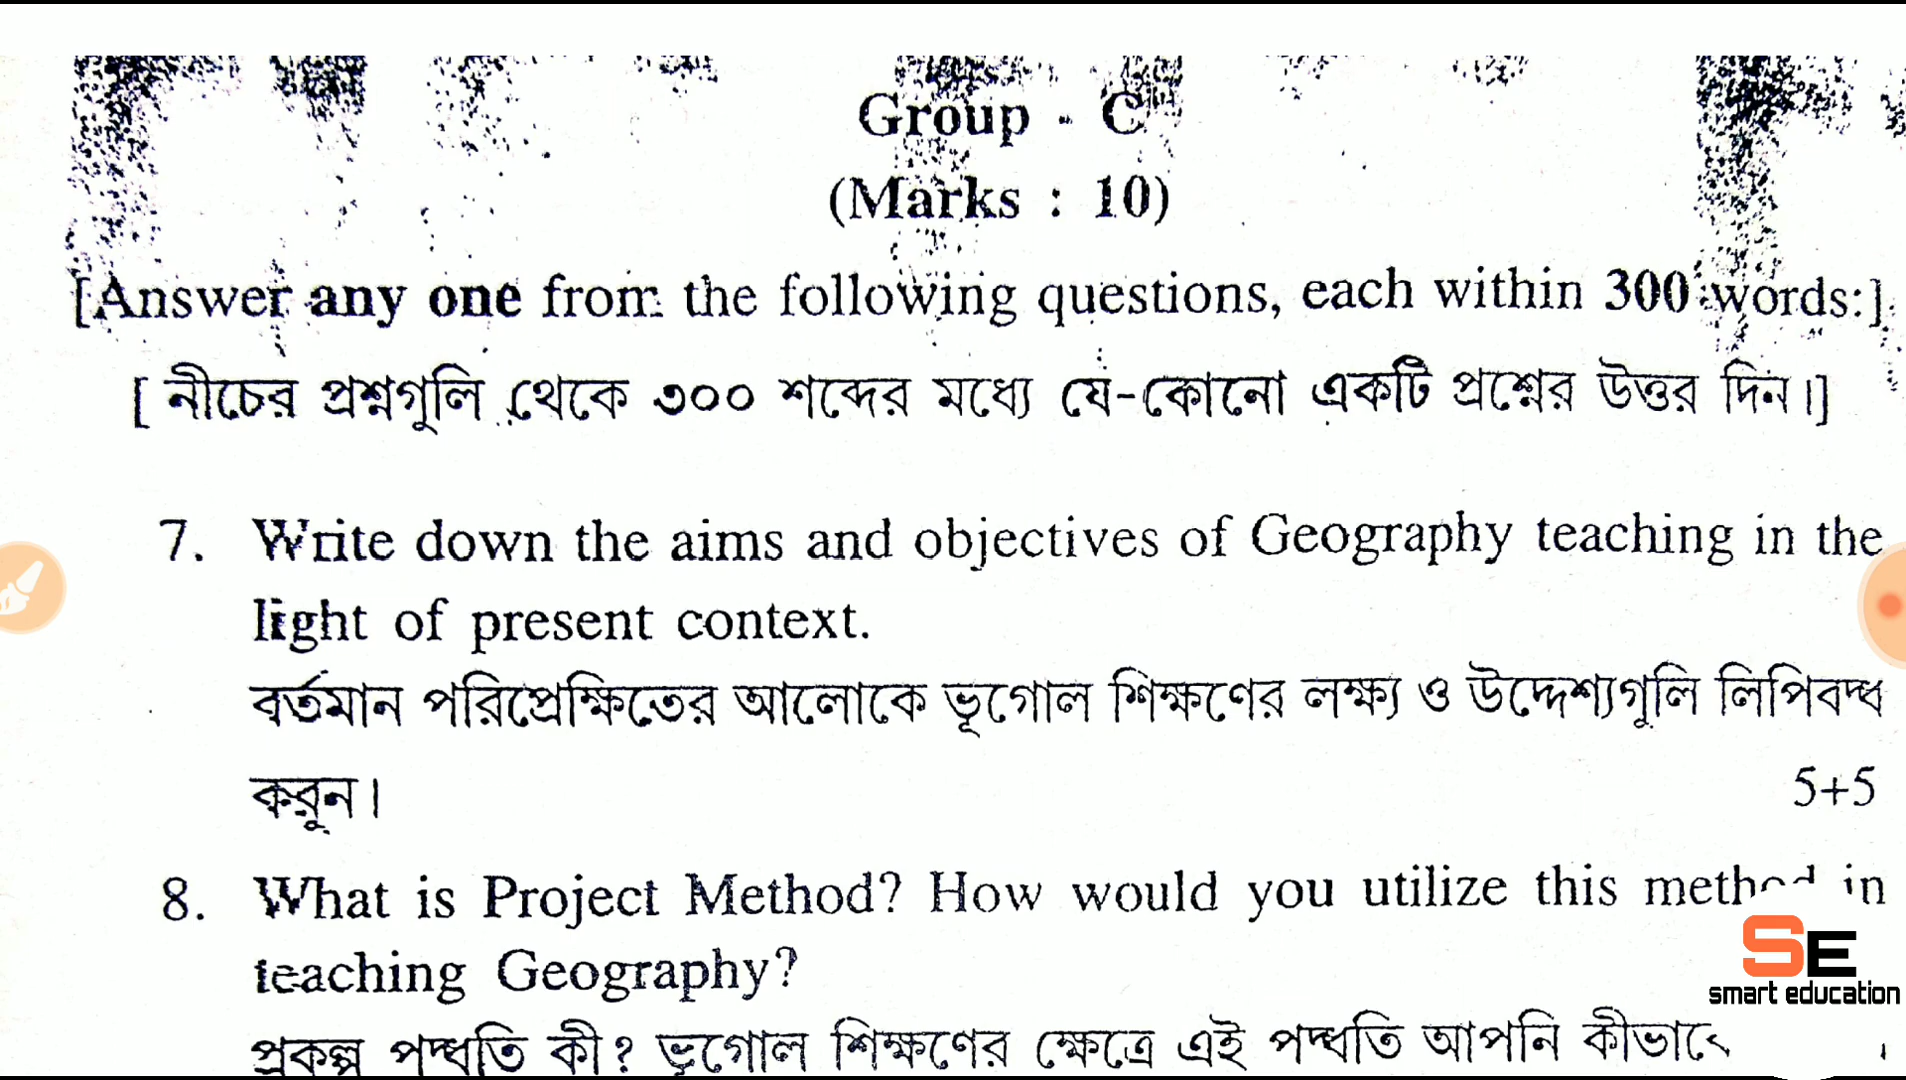 Group - C
(Marks : 10)
[Answer any one from the following questions, each within 300 words:]
[ নীচের প্রশ্নগুলি থেকে ৩০০ শব্দের মধ্যে যে-কোনো একটি প্রশ্নের উত্তর দিন।]
7. Write down the aims and objectives of Geography teaching in the
light of present context.
বর্তমান পরিপ্রেক্ষিতের আলোকে ভূগোল শিক্ষণের লক্ষ্য ও উদ্দেশ্যগুলি লিপিবদ্ধ
করুন। 5+5
8. What is Project Method? How would you utilize this method in
teaching Geography?
SE
smart education
প্রকল্প পদ্ধতি কী? ভূগোল শিক্ষণের ক্ষেত্রে এই পদ্ধতি আপনি